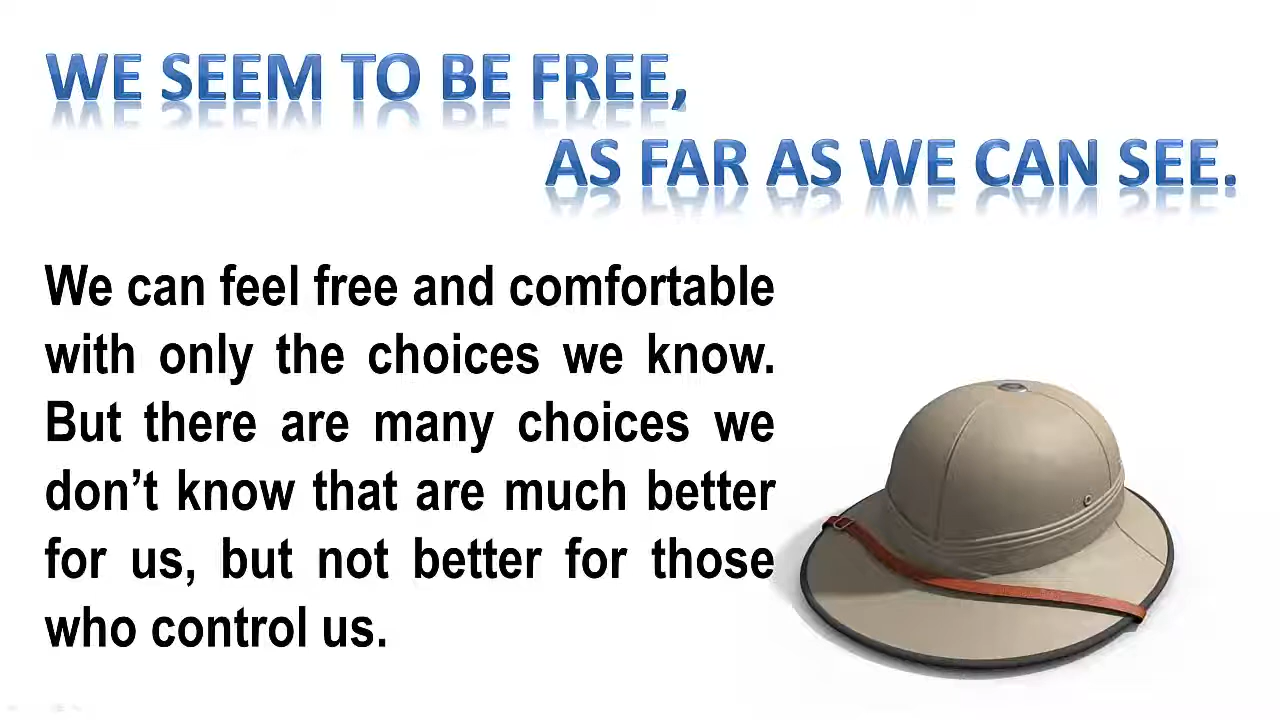 WE SEEM TO BE FREE,
AS FAR AS WE CAN SEE.
We can feel free and comfortable
with only the choices we know.
But there are many choices we
don’t know that are much better
for us, but not better for those
who control us.